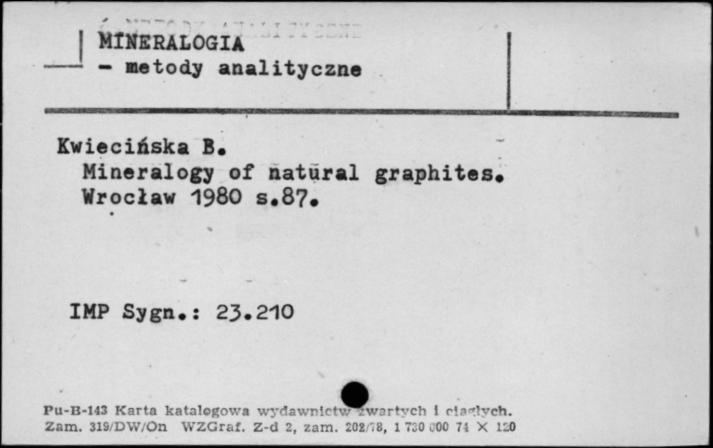 MINERALOGIA
- metody analityczne
Kwiecińska B.
Mineralogy of natural graphites.
Wrocław 1980 s.87.
IMP Sygn.: 23.210
Pu-B-143 Karta katalogowa wydawnictw zwartych i ciągłych.
Zam. 319/DW/On WZGraf. Z-d 2, zam. 202/78, 1 730 000 74 × 120